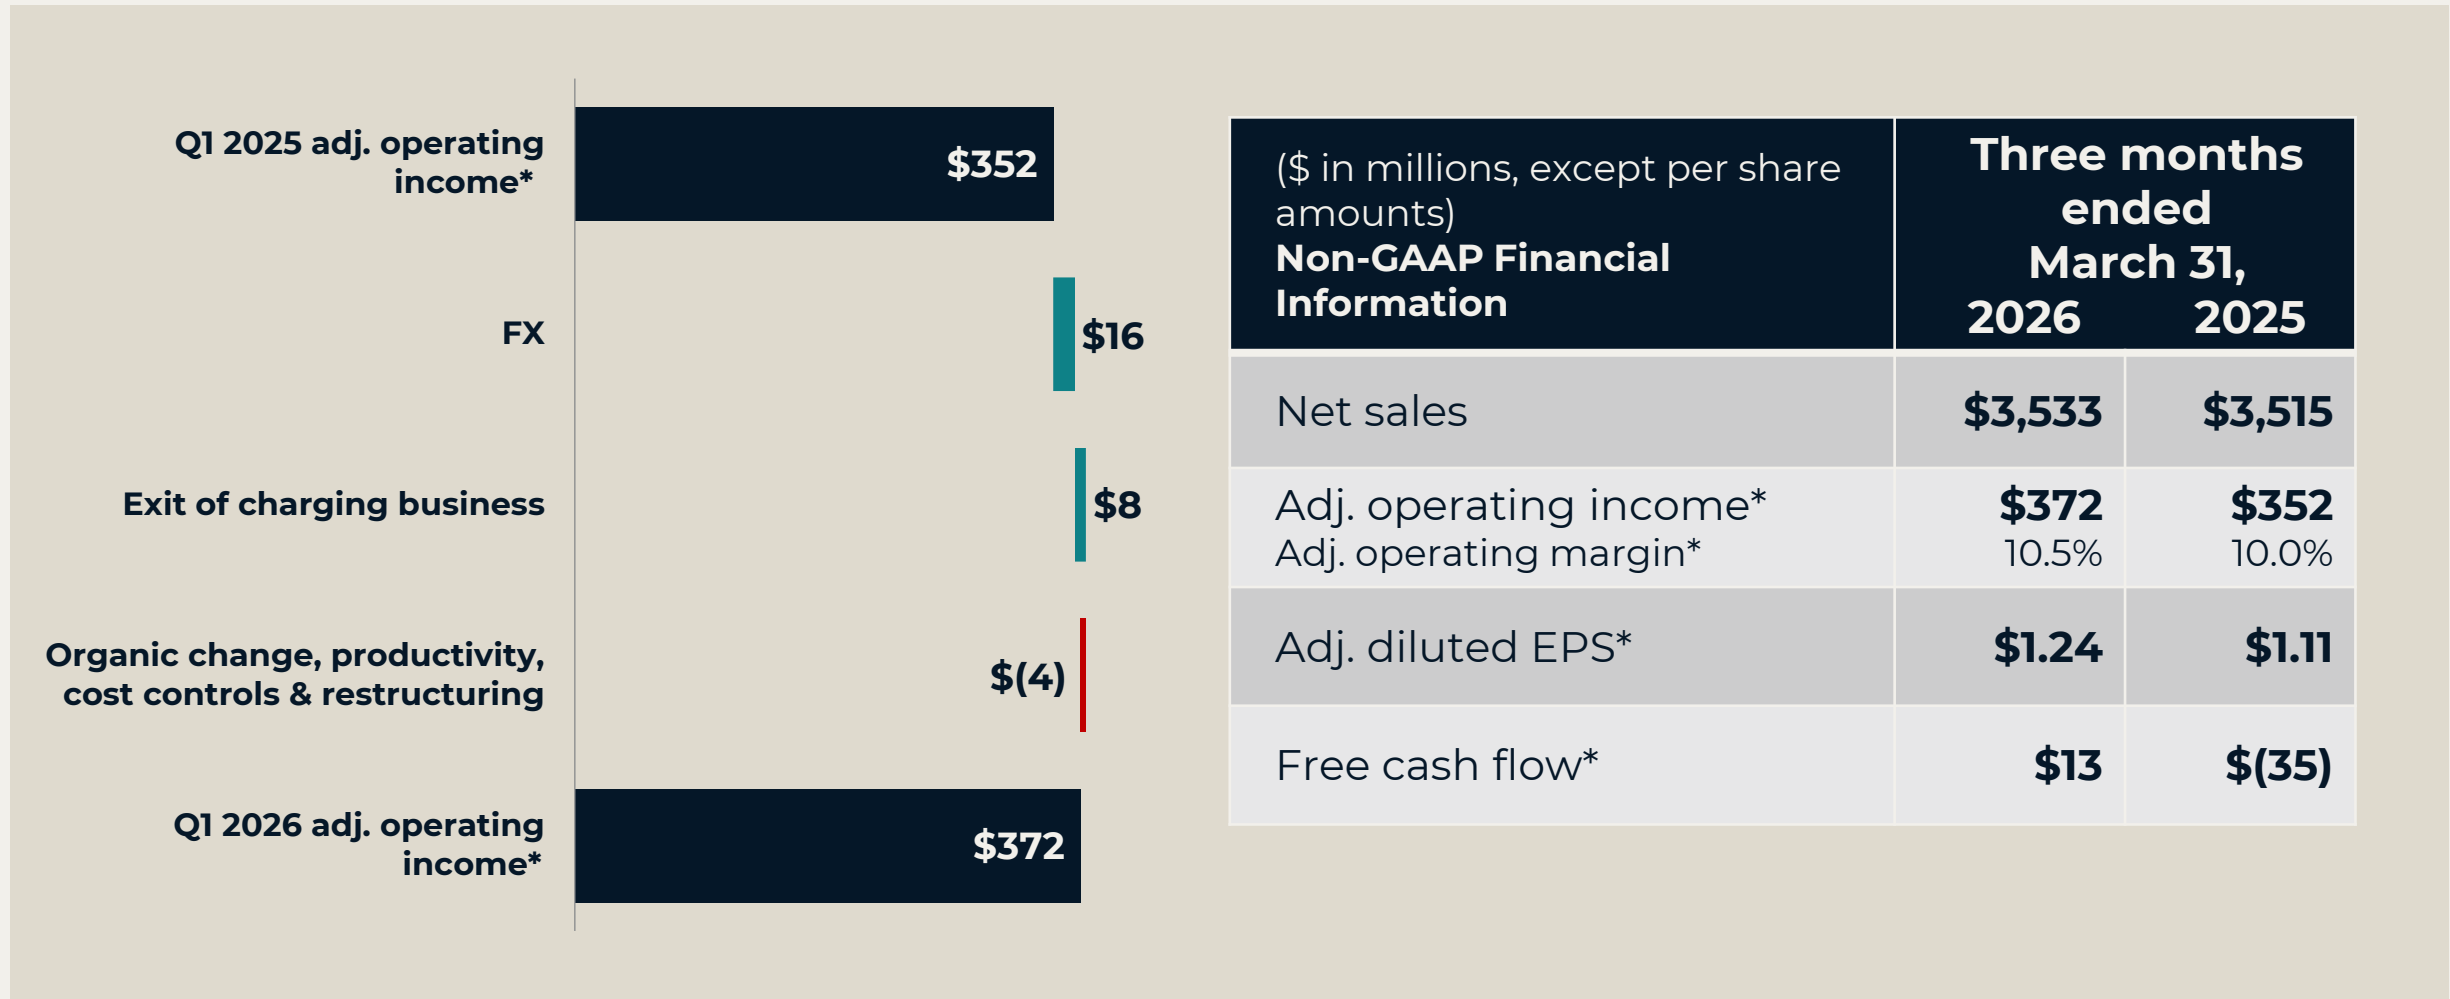 Q1 2025 adj. operating
income*
$352
FX
$16
Exit of charging business
$8
Organic change, productivity,
cost controls & restructuring
$(4)
Q1 2026 adj. operating
income*
$372
($ in millions, except per share
amounts)
Non-GAAP Financial
Information
Three months
ended
March 31,
2026 2025
Net sales $3,533 $3,515
Adj. operating income* $372 $352
Adj. operating margin* 10.5% 10.0%
Adj. diluted EPS* $1.24 $1.11
Free cash flow* $13 $(35)